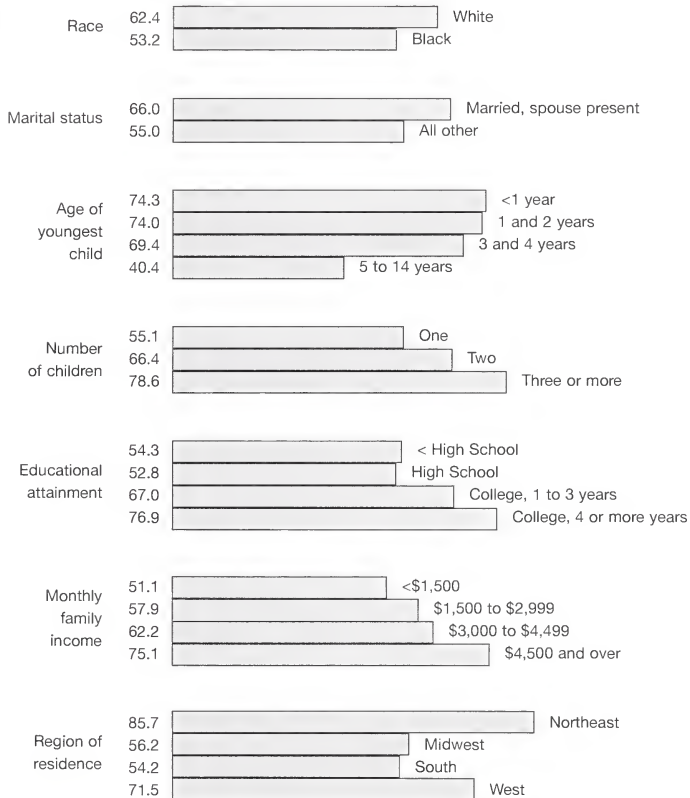 Race
62.4 White
53.2 Black
Marital status
66.0 Married, spouse present
55.0 All other
Age of
youngest
child
74.3 <1 year
74.0 1 and 2 years
69.4 3 and 4 years
40.4 5 to 14 years
Number
of children
55.1 One
66.4 Two
78.6 Three or more
Educational
attainment
54.3 < High School
52.8 High School
67.0 College, 1 to 3 years
76.9 College, 4 or more years
Monthly
family
income
51.1 <$1,500
57.9 $1,500 to $2,999
62.2 $3,000 to $4,499
75.1 $4,500 and over
Region of
residence
85.7 Northeast
56.2 Midwest
54.2 South
71.5 West